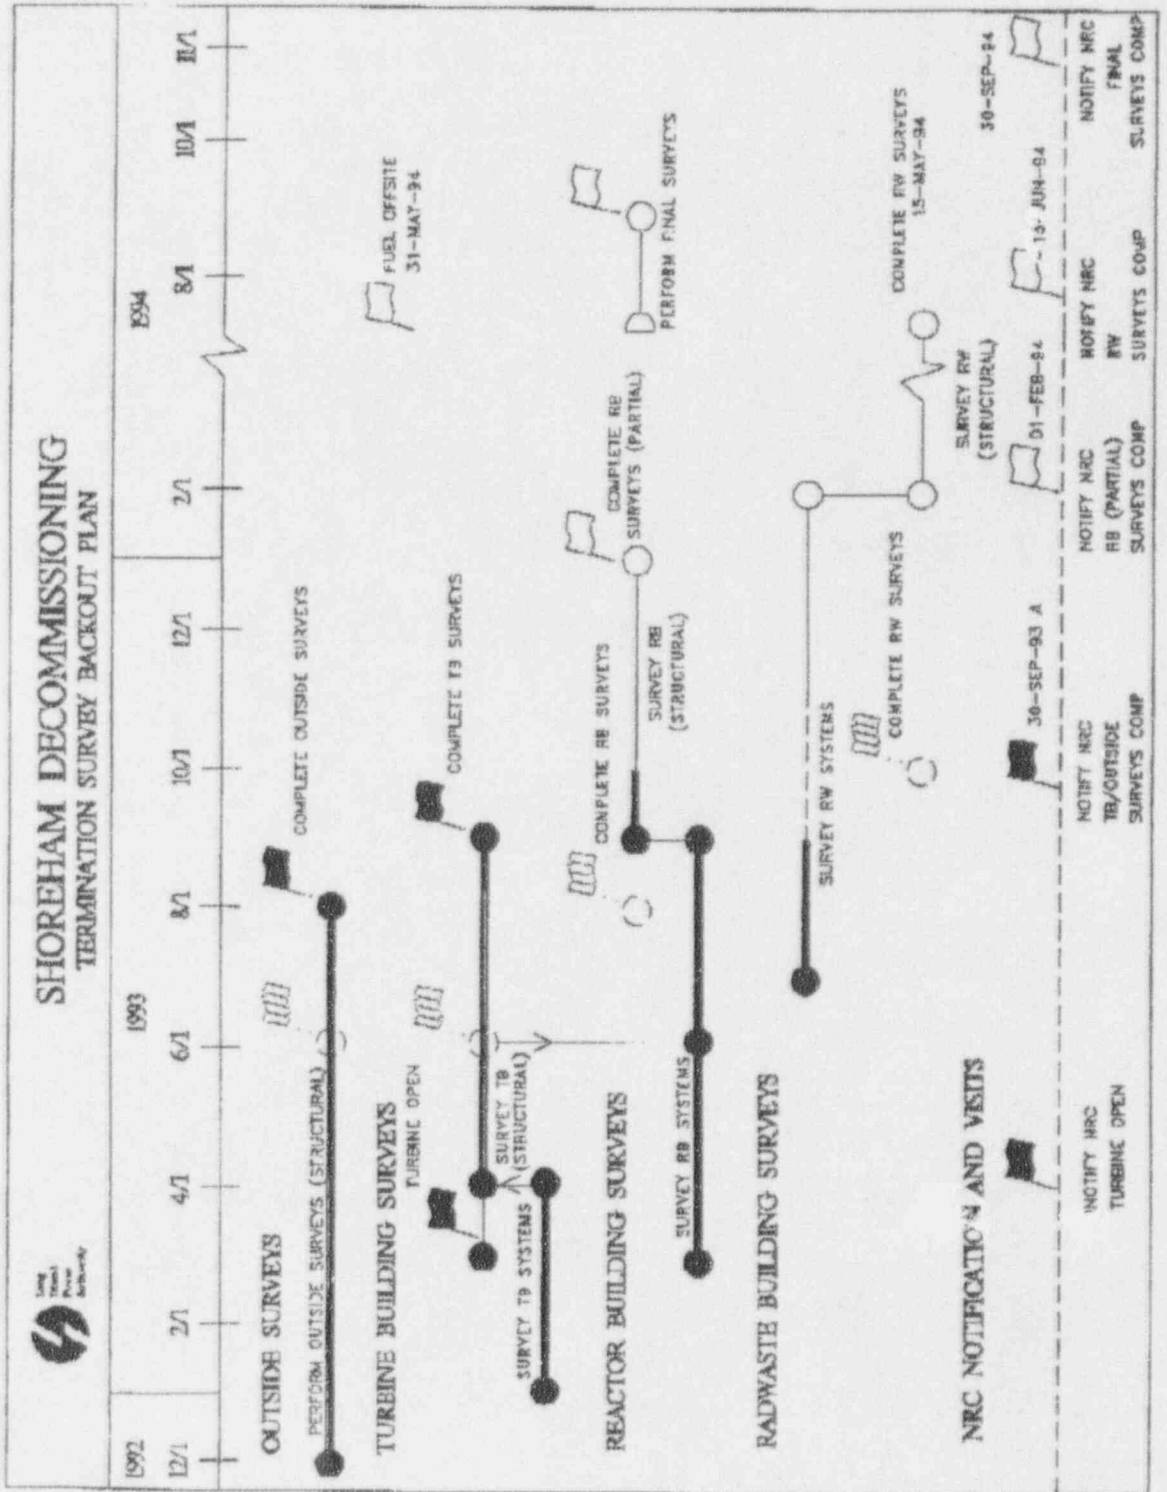 SHOREHAM DECOMMISSIONING
TERMINATION SURVEY BACKOUT PLAN
Long
Island
Power
Authority
1992
1993
1994
12/1
2/1
4/1
6/1
8/1
10/1
12/1
2/1
8/1
10/1
11/1
OUTSIDE SURVEYS
PERFORM OUTSIDE SURVEYS (STRUCTURAL)
COMPLETE OUTSIDE SURVEYS
FUEL OFFSITE
31-MAY-94
TURBINE BUILDING SURVEYS
TURBINE OPEN
SURVEY TB
(STRUCTURAL)
SURVEY TB SYSTEMS
COMPLETE TB SURVEYS
REACTOR BUILDING SURVEYS
COMPLETE RB SURVEYS
SURVEY RB
(STRUCTURAL)
COMPLETE RB
SURVEYS (PARTIAL)
PERFORM FINAL SURVEYS
SURVEY RB SYSTEMS
RADWASTE BUILDING SURVEYS
SURVEY RW SYSTEMS
COMPLETE RW SURVEYS
SURVEY RW
(STRUCTURAL)
COMPLETE RW SURVEYS
15-MAY-94
NRC NOTIFICATION AND VISITS
30-SEP-93 A
01-FEB-94
15-JUN-94
30-SEP-94
NOTIFY NRC
TURBINE OPEN
NOTIFY NRC
TB/OUTSIDE
SURVEYS COMP
NOTIFY NRC
RB (PARTIAL)
SURVEYS COMP
NOTIFY NRC
RW
SURVEYS COMP
NOTIFY NRC
FINAL
SURVEYS COMP